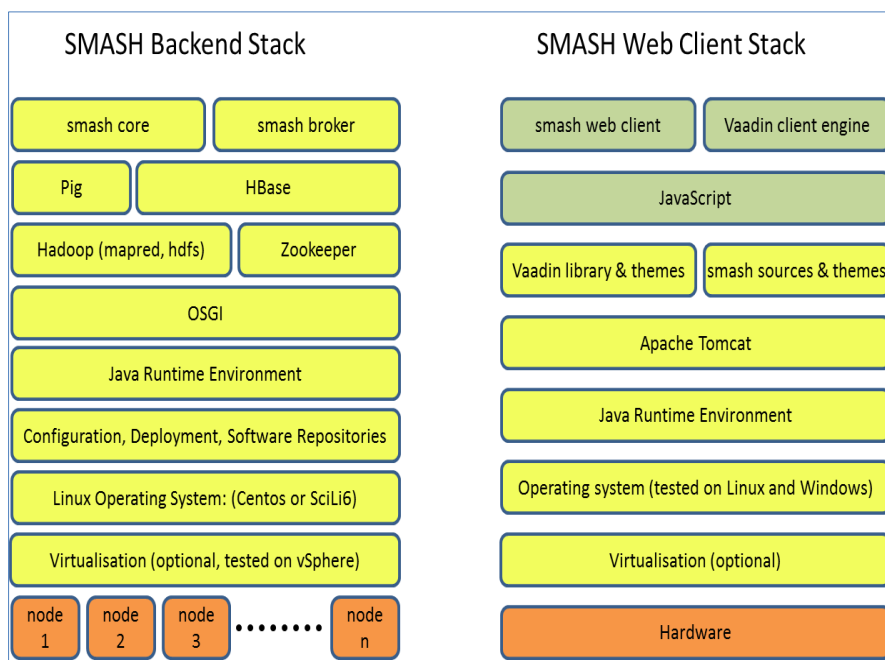 SMASH Backend Stack
smash core
smash broker
Pig
HBase
Hadoop (mapred, hdfs)
Zookeeper
OSGI
Java Runtime Environment
Configuration, Deployment, Software Repositories
Linux Operating System: (Centos or SciLi6)
Virtualisation (optional, tested on vSphere)
node
1
node
2
node
3
........
node
n
SMASH Web Client Stack
smash web client
Vaadin client engine
JavaScript
Vaadin library & themes
smash sources & themes
Apache Tomcat
Java Runtime Environment
Operating system (tested on Linux and Windows)
Virtualisation (optional)
Hardware